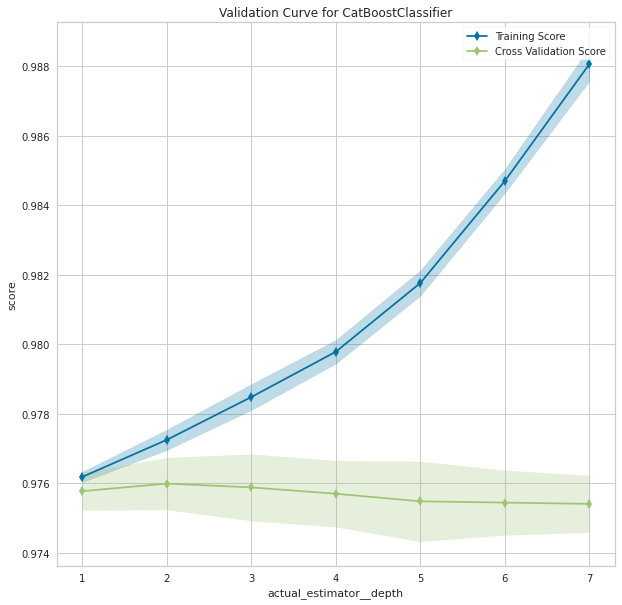 Validation Curve for CatBoostClassifier
Training Score
Cross Validation Score
0.988
0.986
0.984
0.982
0.980
0.978
0.976
0.974
score
1 2 3 4 5 6 7
actual_estimator__depth